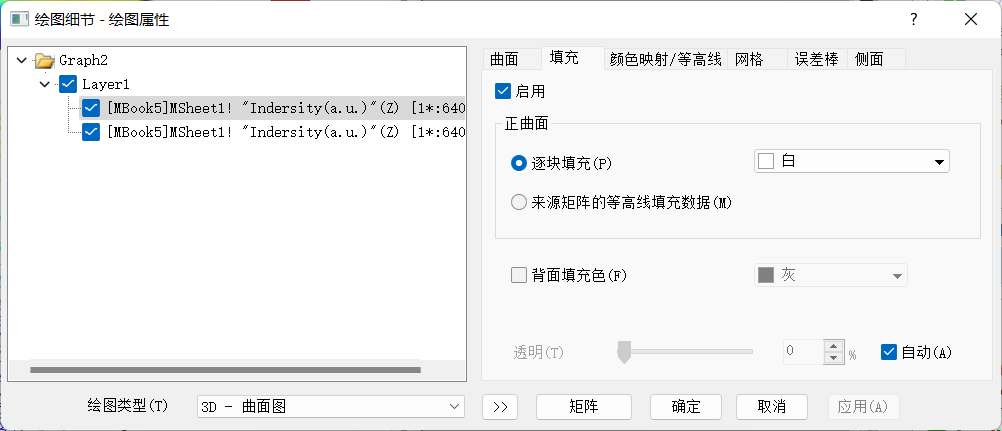 绘图细节 - 绘图属性
?
Graph2
Layer1
[MBook5]MSheet1! "Indersity(a.u.)"(Z) [1*:640
[MBook5]MSheet1! "Indersity(a.u.)"(Z) [1*:640
曲面 填充 颜色映射/等高线 网格 误差棒 侧面
启用
正曲面
逐块填充(P) 白
来源矩阵的等高线填充数据(M)
背面填充色(F) 灰
透明(T) 0 % 自动(A)
绘图类型(T) 3D - 曲面图 >> 矩阵 确定 取消 应用(A)